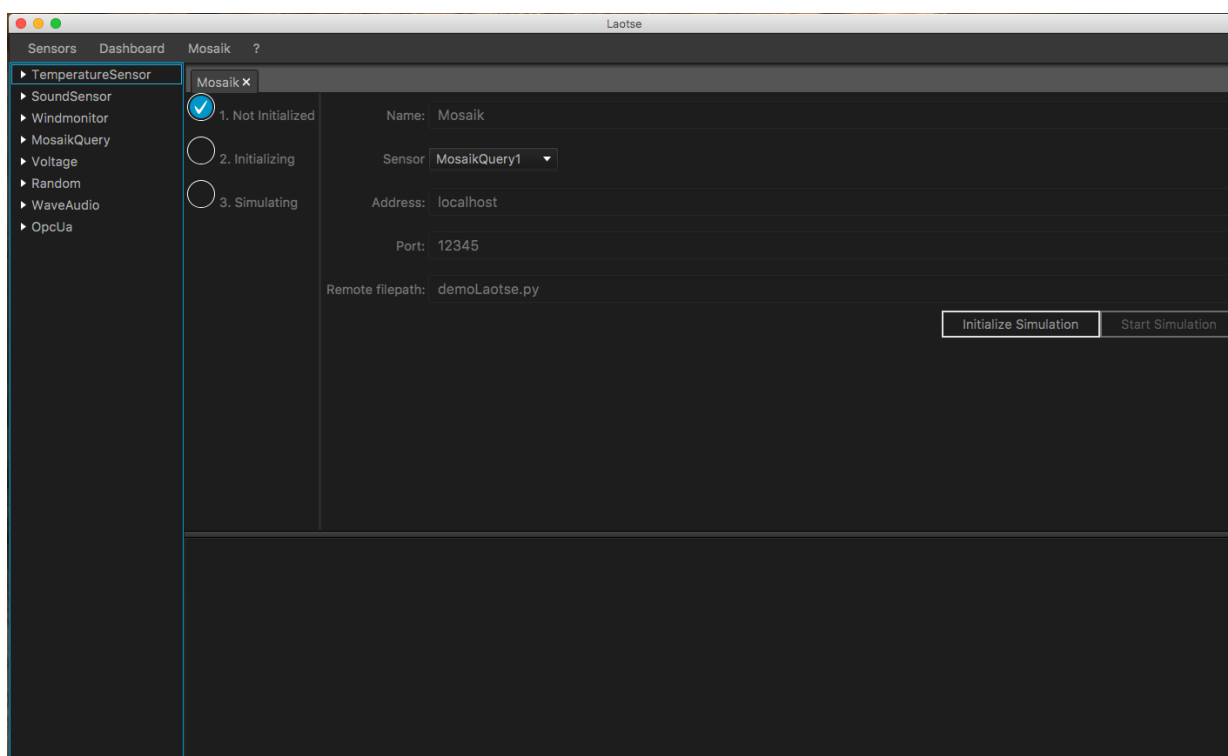 Laotse
Sensors Dashboard Mosaik ?
TemperatureSensor
SoundSensor
Windmonitor
MosaikQuery
Voltage
Random
WaveAudio
OpcUa
Mosaik ×
1. Not Initialized
2. Initializing
3. Simulating
Name: Mosaik
Sensor MosaikQuery1
Address: localhost
Port: 12345
Remote filepath: demoLaotse.py
Initialize Simulation Start Simulation